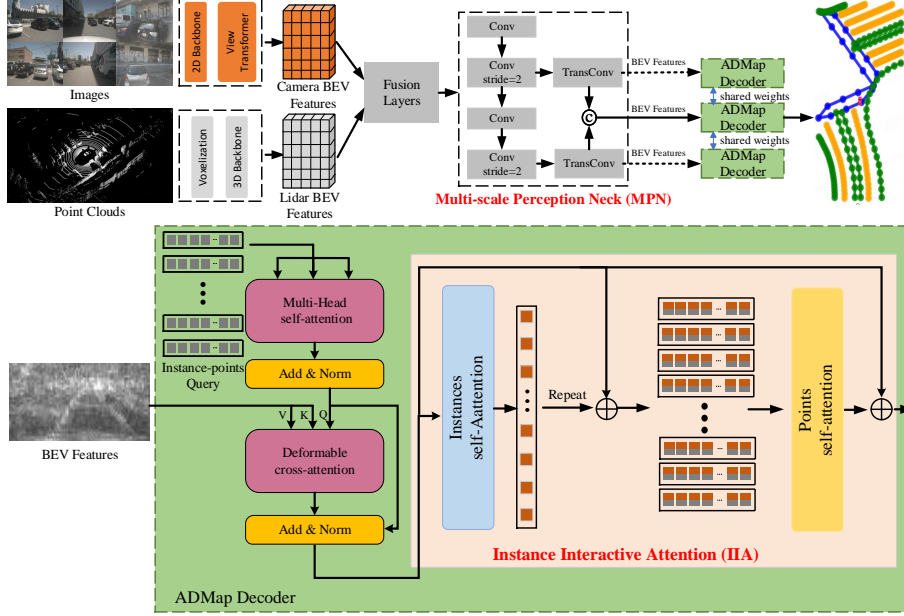 Images
2D Backbone
View
Transformer
Camera BEV
Features
Point Clouds
Voxelization
3D Backbone
Lidar BEV
Features
Fusion
Layers
Conv
Conv
stride=2
Conv
Conv
stride=2
TransConv
C
TransConv
Multi-scale Perception Neck (MPN)
BEV Features
BEV Features
BEV Features
ADMap
Decoder
shared weights
ADMap
Decoder
shared weights
ADMap
Decoder
BEV Features
Instance-points
Query
Multi-Head
self-attention
Add & Norm
V
K
Q
Deformable
cross-attention
Add & Norm
ADMap Decoder
Instances
self-Aattention
Repeat
Points
self-attention
Instance Interactive Attention (IIA)